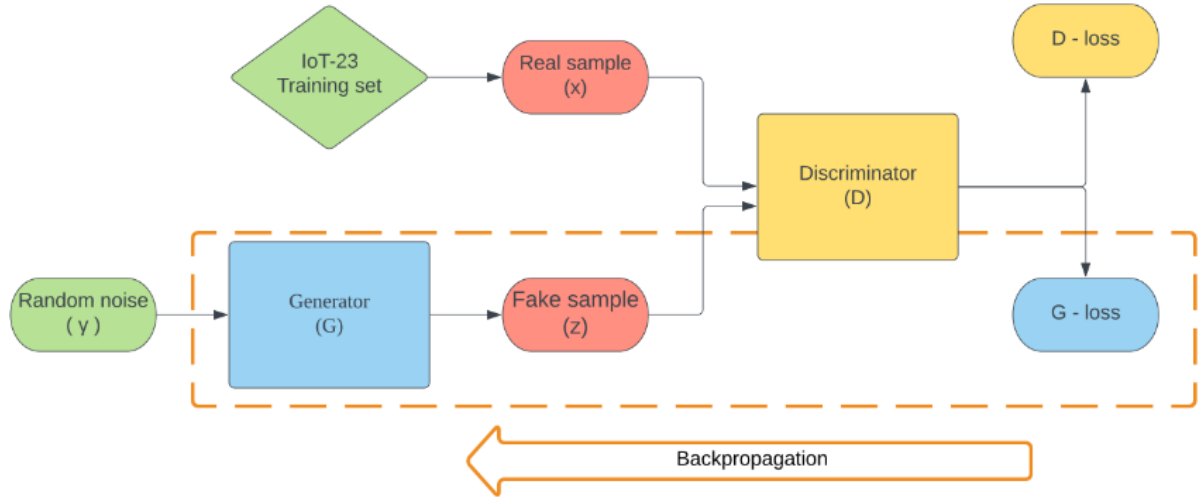 IoT-23
Training set
Real sample
(x)
D - loss
Discriminator
(D)
Random noise
( y )
Generator
(G)
Fake sample
(z)
G - loss
Backpropagation